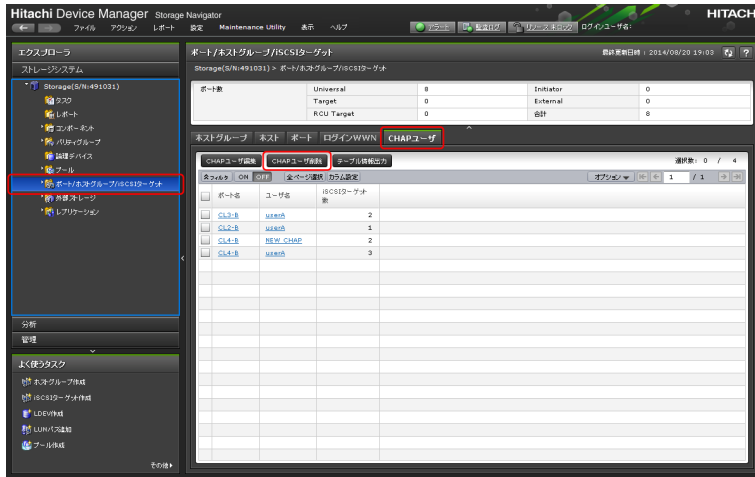 Hitachi Device Manager Storage Navigator
HITACHI
ファイル アクション レポート 設定 Maintenance Utility 表示 ヘルプ アラート 監査ログ リソースロック ログインユーザ名:
エクスプローラ
ストレージシステム
Storage(S/N:491031)
タスク
レポート
コンポーネント
パリティグループ
論理デバイス
プール
ポート/ホストグループ/iSCSIターゲット
外部ストレージ
レプリケーション
分析
管理
よく使うタスク
ホストグループ作成
iSCSIターゲット作成
LDEV作成
LUNパス追加
プール作成
その他
ポート/ホストグループ/iSCSIターゲット
最終更新日時 : 2014/08/20 19:03
Storage(S/N:491031) > ポート/ホストグループ/iSCSIターゲット
ポート数 Universal 8 Initiator 0
Target 0 External 0
RCU Target 0 合計 8
ホストグループ ホスト ポート ログインWWN CHAPユーザ
CHAPユーザ編集 CHAPユーザ削除 テーブル情報出力 選択数: 0 / 4
フィルタ ON OFF 全ページ選択 カラム設定 オプション 1 / 1
ポート名 ユーザ名 iSCSIターゲット数
CL3-B userA 2
CL2-B userA 1
CL4-B NEW CHAP 2
CL4-B userA 3